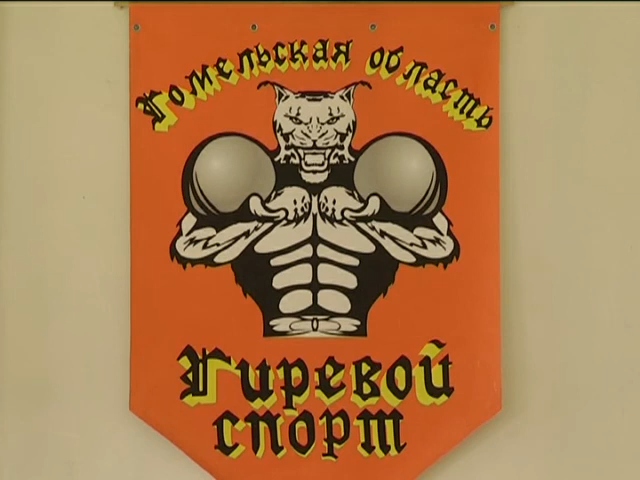 Гомельская область
Гиревой
спорт